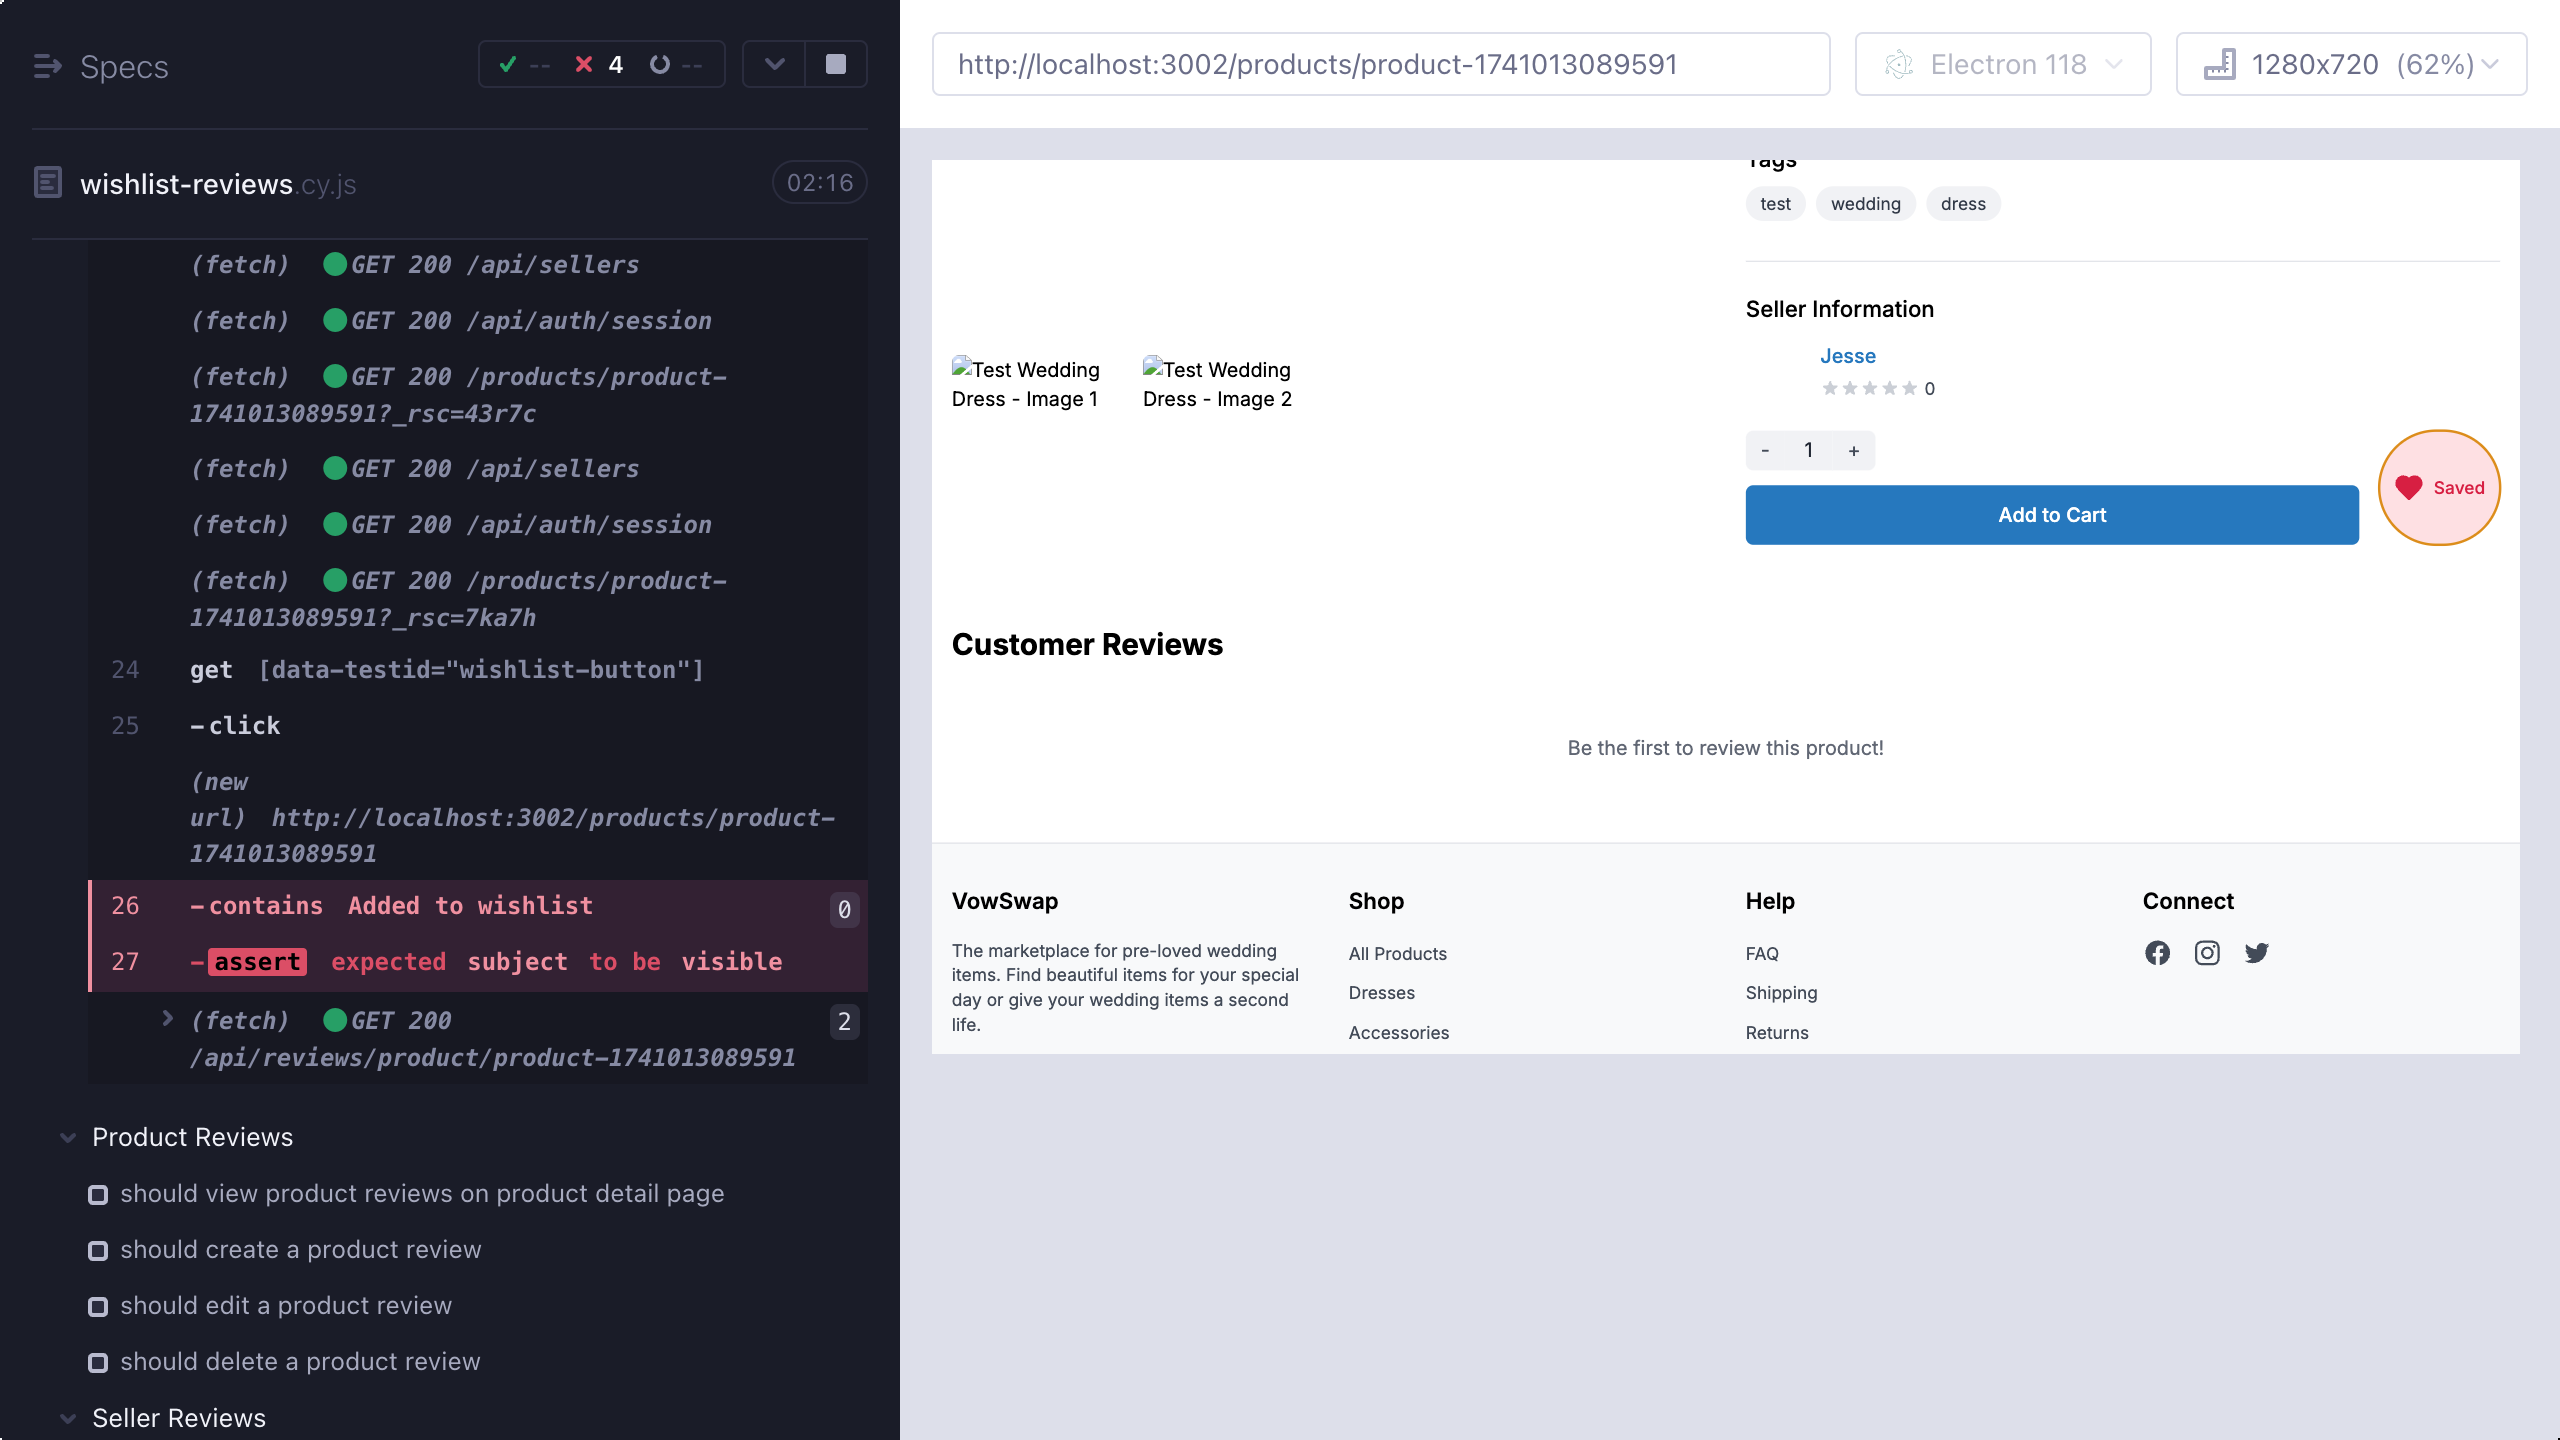 Specs
-- 4 --
wishlist-reviews.cy.js
02:16
(fetch) GET 200 /api/sellers
(fetch) GET 200 /api/auth/session
(fetch) GET 200 /products/product-
1741013089591?_rsc=43r7c
(fetch) GET 200 /api/sellers
(fetch) GET 200 /api/auth/session
(fetch) GET 200 /products/product-
1741013089591?_rsc=7ka7h
24 get [data-testid="wishlist-button"]
25 -click
(new
url) http://localhost:3002/products/product-
1741013089591
26 -contains Added to wishlist 0
27 -assert expected subject to be visible
(fetch) GET 200 2
/api/reviews/product/product-1741013089591
Product Reviews
should view product reviews on product detail page
should create a product review
should edit a product review
should delete a product review
Seller Reviews
http://localhost:3002/products/product-1741013089591
Electron 118
1280x720 (62%)
Tags
test wedding dress
Seller Information
Jesse
0
Test Wedding
Dress - Image 1
Test Wedding
Dress - Image 2
- 1 +
Add to Cart
Saved
Customer Reviews
Be the first to review this product!
VowSwap
The marketplace for pre-loved wedding
items. Find beautiful items for your special
day or give your wedding items a second
life.
Shop
All Products
Dresses
Accessories
Help
FAQ
Shipping
Returns
Connect